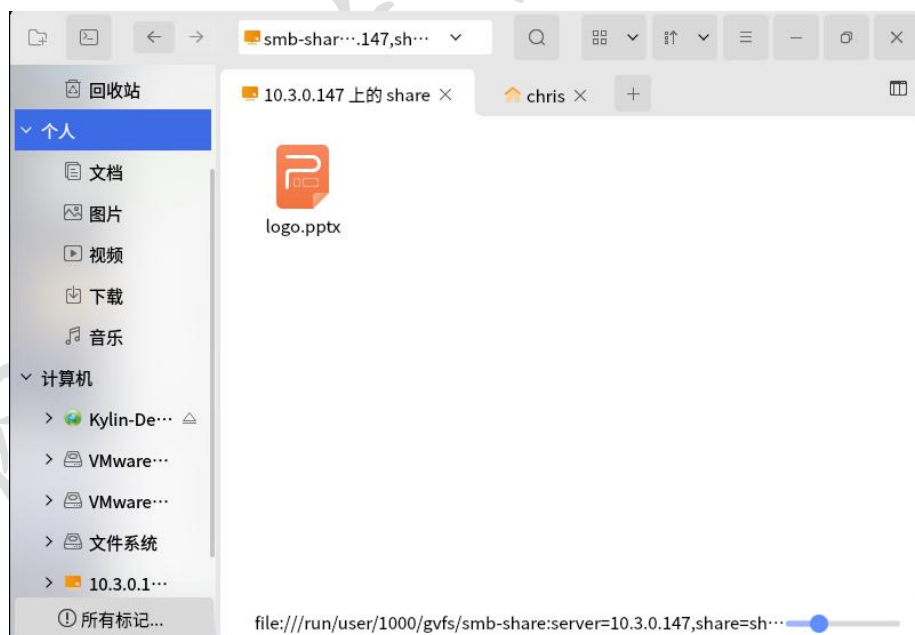 smb-shar⋯.147,sh⋯
回收站
10.3.0.147 上的 share
chris
个人
文档
图片
logo.pptx
视频
下载
音乐
计算机
Kylin-De⋯
VMware⋯
VMware⋯
文件系统
10.3.0.1⋯
所有标记...
file:///run/user/1000/gvfs/smb-share:server=10.3.0.147,share=sh⋯